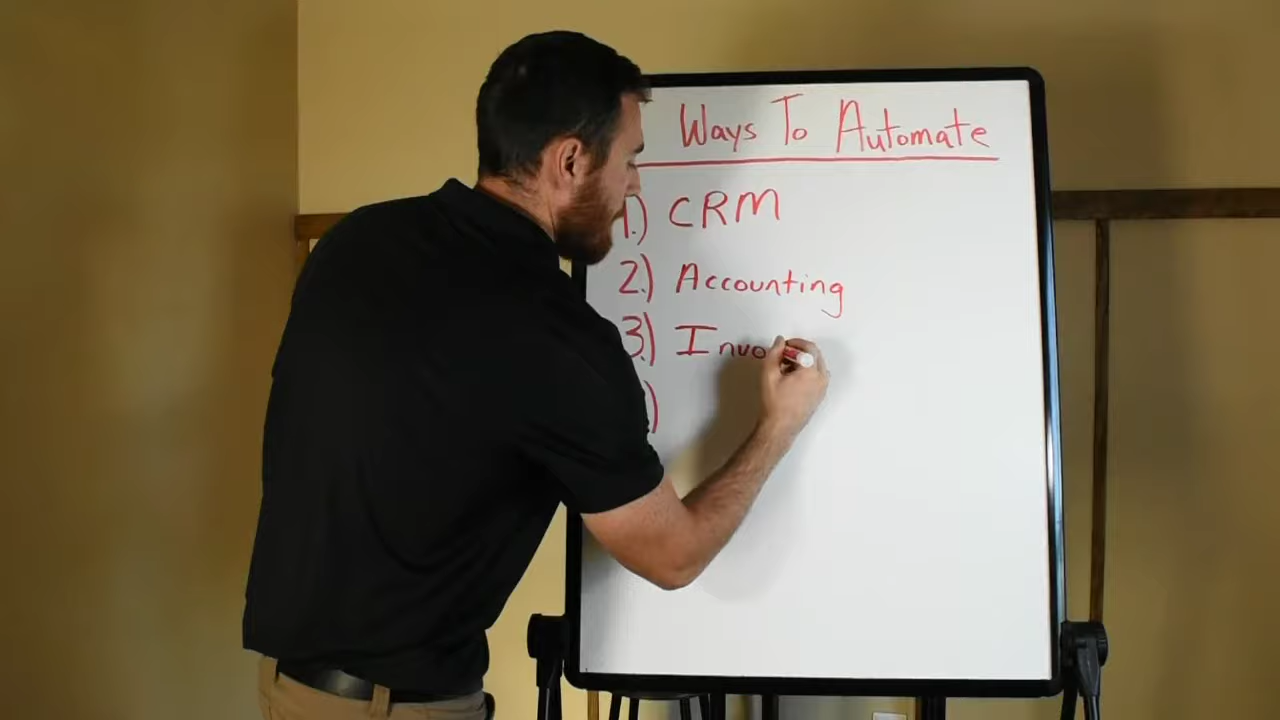 Ways To Automate
1.) CRM
2.) Accounting
3.) Invo
)